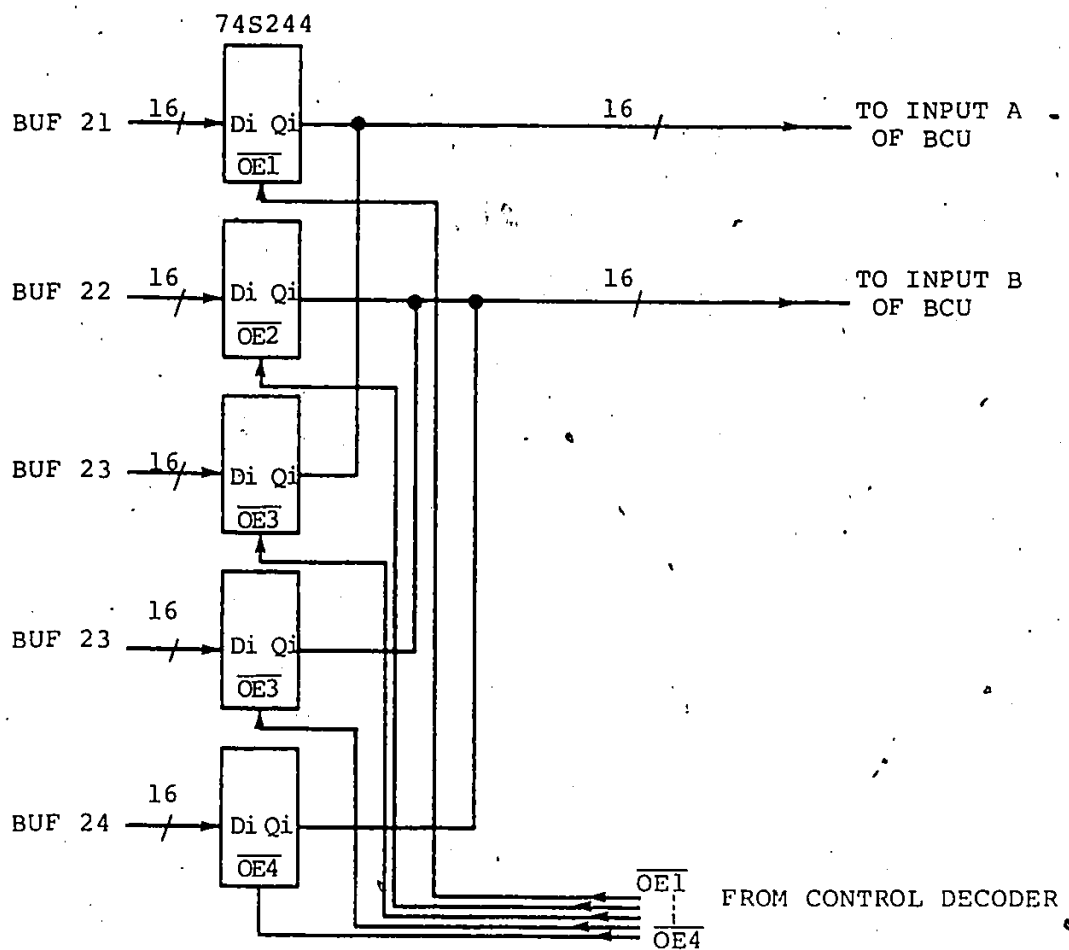 74S244
BUF 21
16
Di Qi
OE1
16
TO INPUT A
OF BCU
BUF 22
16
Di Qi
OE2
16
TO INPUT B
OF BCU
BUF 23
16
Di Qi
OE3
BUF 23
16
Di Qi
OE3
BUF 24
16
Di Qi
OE4
OE1
FROM CONTROL DECODER
OE4